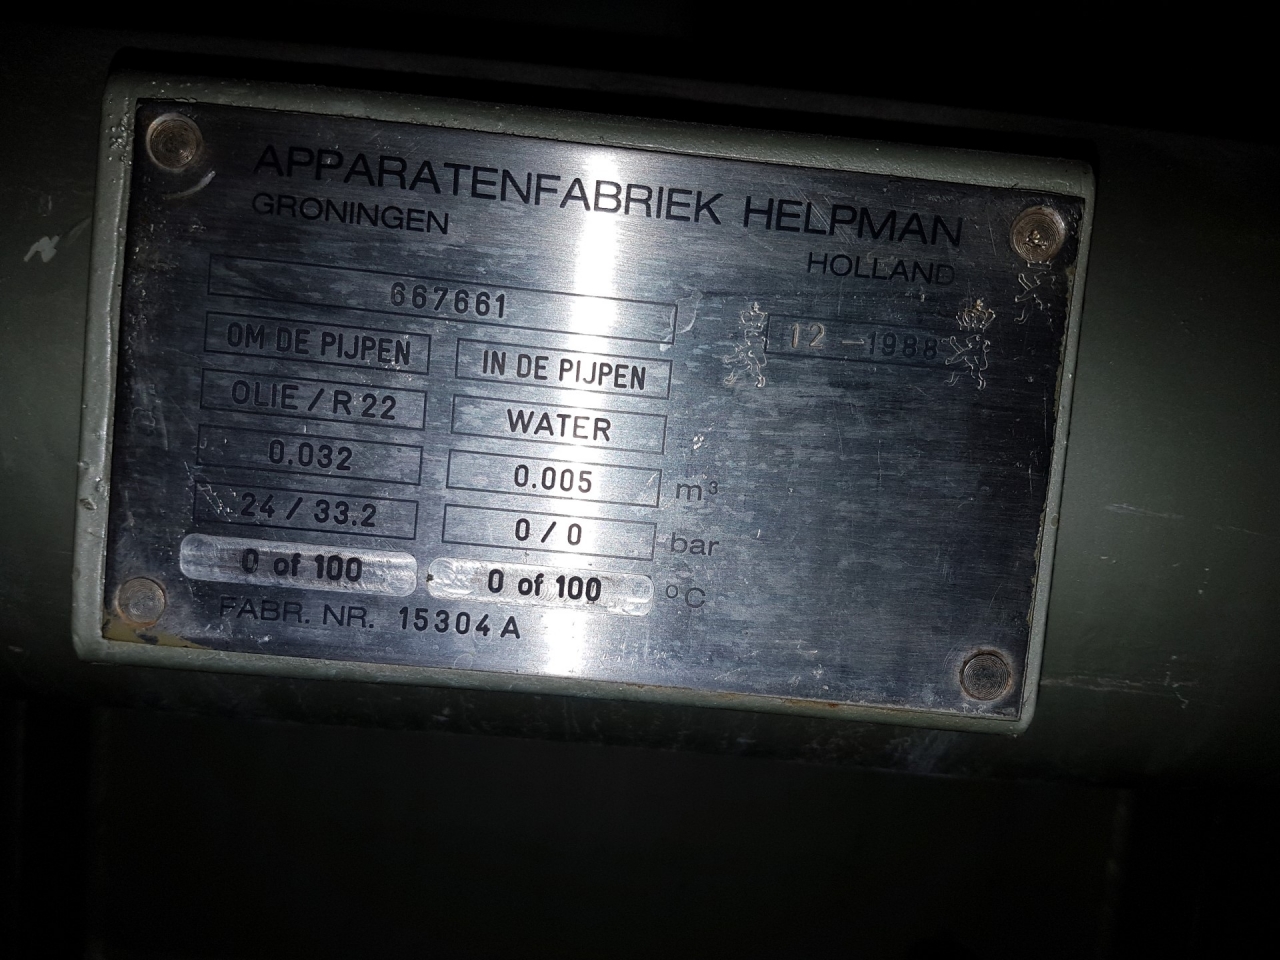 APPARATENFABRIEK HELPMAN
GRONINGEN
HOLLAND
667661
12 - 1988
OM DE PIJPEN IN DE PIJPEN
OLIE / R 22 WATER
0.032 0.005 m³
24 / 33.2 0 / 0 bar
0 of 100 0 of 100 °C
FABR. NR. 15304 A